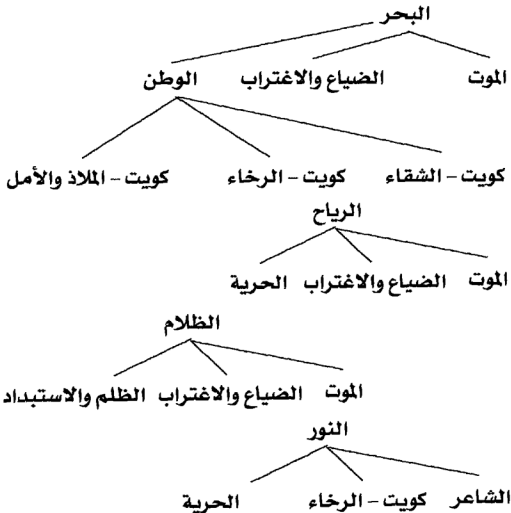 البحر
الموت الضياع والاغتراب الوطن
كويت – الشقاء كويت – الرخاء كويت – الملاذ والأمل
الرياح
الموت الضياع والاغتراب الحرية
الظلام
الموت الضياع والاغتراب الظلم والاستبداد
النور
الشاعر كويت – الرخاء الحرية